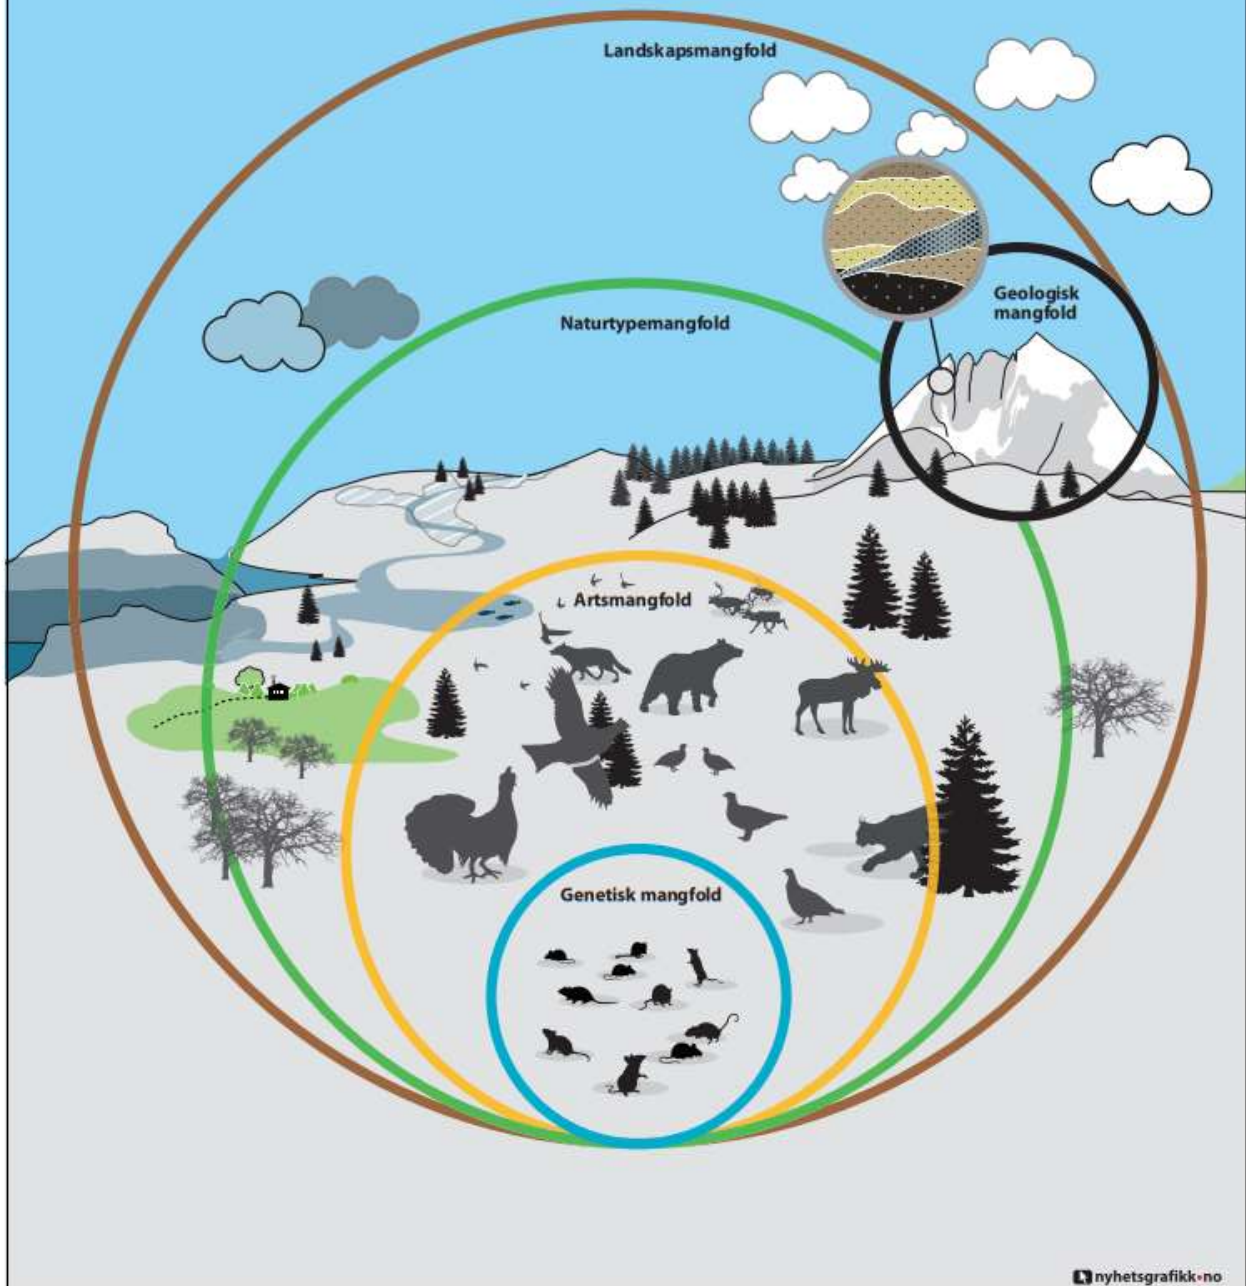 Landskapsmangfold
Geologisk
mangfold
Naturtypemangfold
Artsmangfold
Genetisk mangfold
nyhetsgrafikk•no